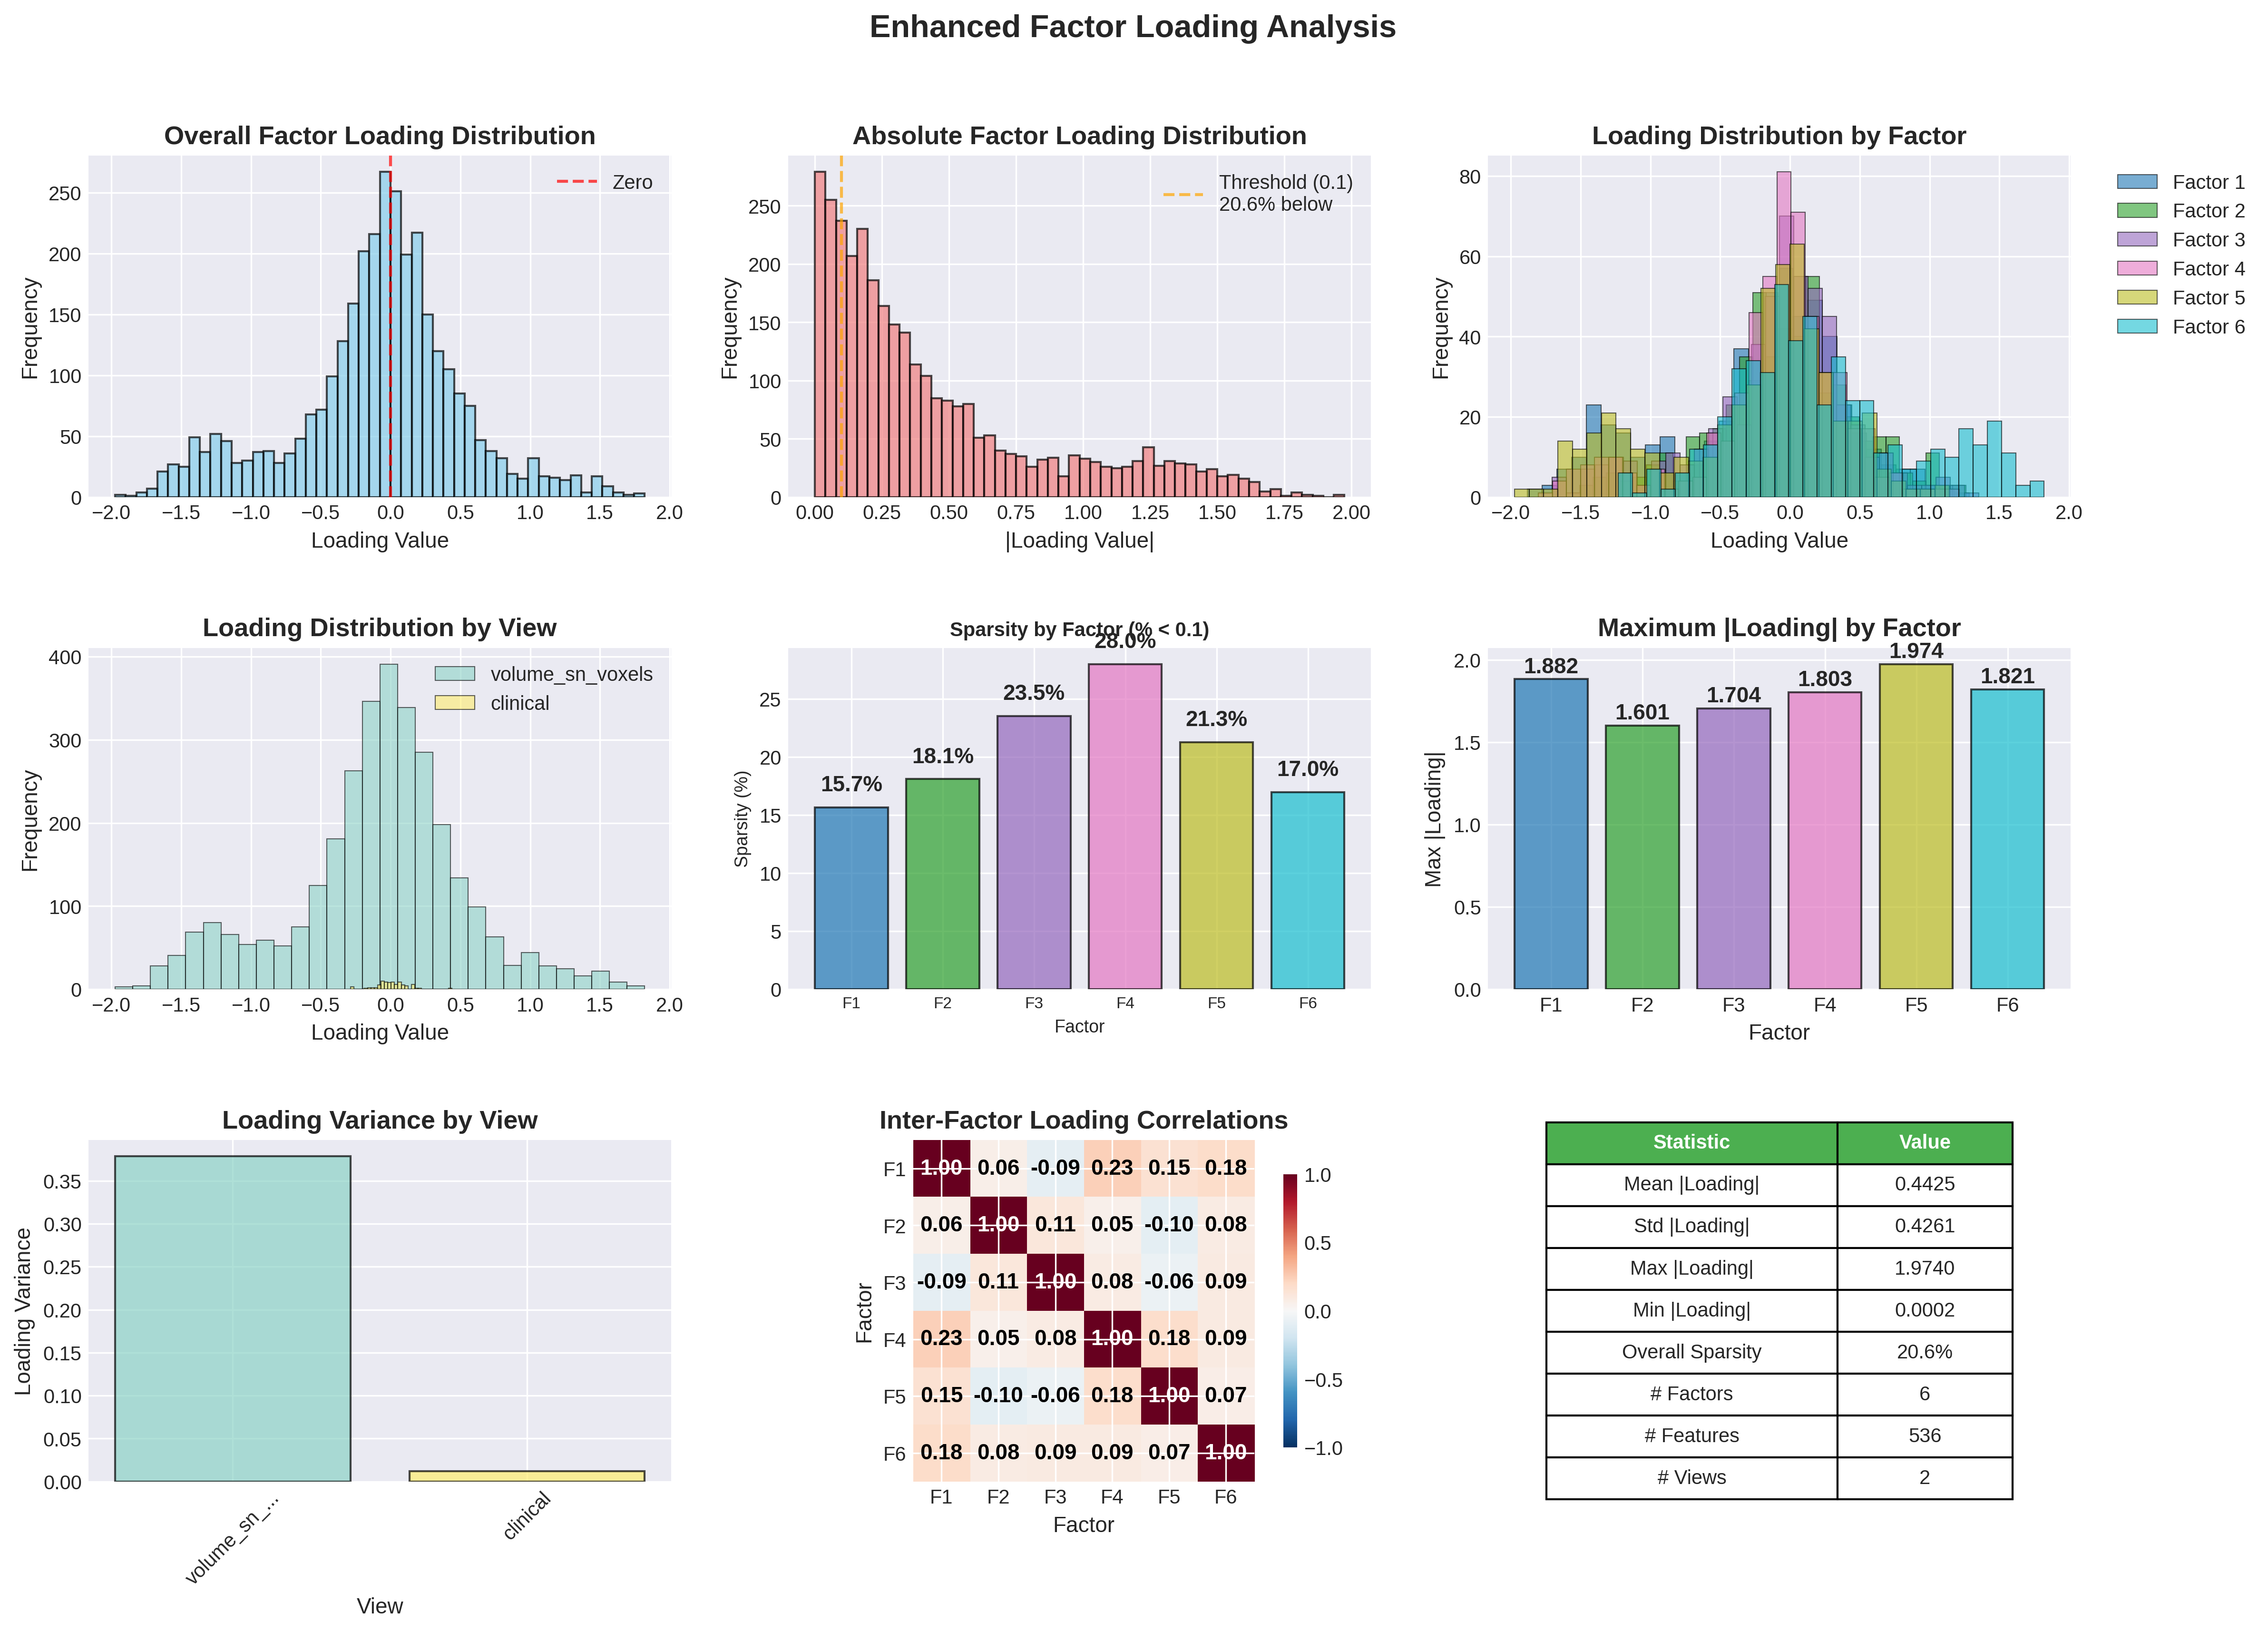 Enhanced Factor Loading Analysis
Overall Factor Loading Distribution
Frequency
250
200
150
100
50
0
−2.0 −1.5 −1.0 −0.5 0.0 0.5 1.0 1.5 2.0
Loading Value
Zero
Absolute Factor Loading Distribution
Frequency
250
200
150
100
50
0
0.00 0.25 0.50 0.75 1.00 1.25 1.50 1.75 2.00
|Loading Value|
Threshold (0.1)
20.6% below
Loading Distribution by Factor
Frequency
80
60
40
20
0
−2.0 −1.5 −1.0 −0.5 0.0 0.5 1.0 1.5 2.0
Loading Value
Factor 1
Factor 2
Factor 3
Factor 4
Factor 5
Factor 6
Loading Distribution by View
Frequency
400
300
200
100
0
−2.0 −1.5 −1.0 −0.5 0.0 0.5 1.0 1.5 2.0
Loading Value
volume_sn_voxels
clinical
Sparsity by Factor (% < 0.1)
Sparsity (%)
25
20
15
10
5
0
15.7% 18.1% 23.5% 28.0% 21.3% 17.0%
F1 F2 F3 F4 F5 F6
Factor
Maximum |Loading| by Factor
Max |Loading|
2.0
1.5
1.0
0.5
0.0
1.882 1.601 1.704 1.803 1.974 1.821
F1 F2 F3 F4 F5 F6
Factor
Loading Variance by View
Loading Variance
0.35
0.30
0.25
0.20
0.15
0.10
0.05
0.00
volume_sn_...
clinical
View
Inter-Factor Loading Correlations
Factor
F1 1.00 0.06 -0.09 0.23 0.15 0.18
F2 0.06 1.00 0.11 0.05 -0.10 0.08
F3 -0.09 0.11 1.00 0.08 -0.06 0.09
F4 0.23 0.05 0.08 1.00 0.18 0.09
F5 0.15 -0.10 -0.06 0.18 1.00 0.07
F6 0.18 0.08 0.09 0.09 0.07 1.00
F1 F2 F3 F4 F5 F6
Factor
1.0
0.5
0.0
−0.5
−1.0
Statistic Value
Mean |Loading| 0.4425
Std |Loading| 0.4261
Max |Loading| 1.9740
Min |Loading| 0.0002
Overall Sparsity 20.6%
# Factors 6
# Features 536
# Views 2